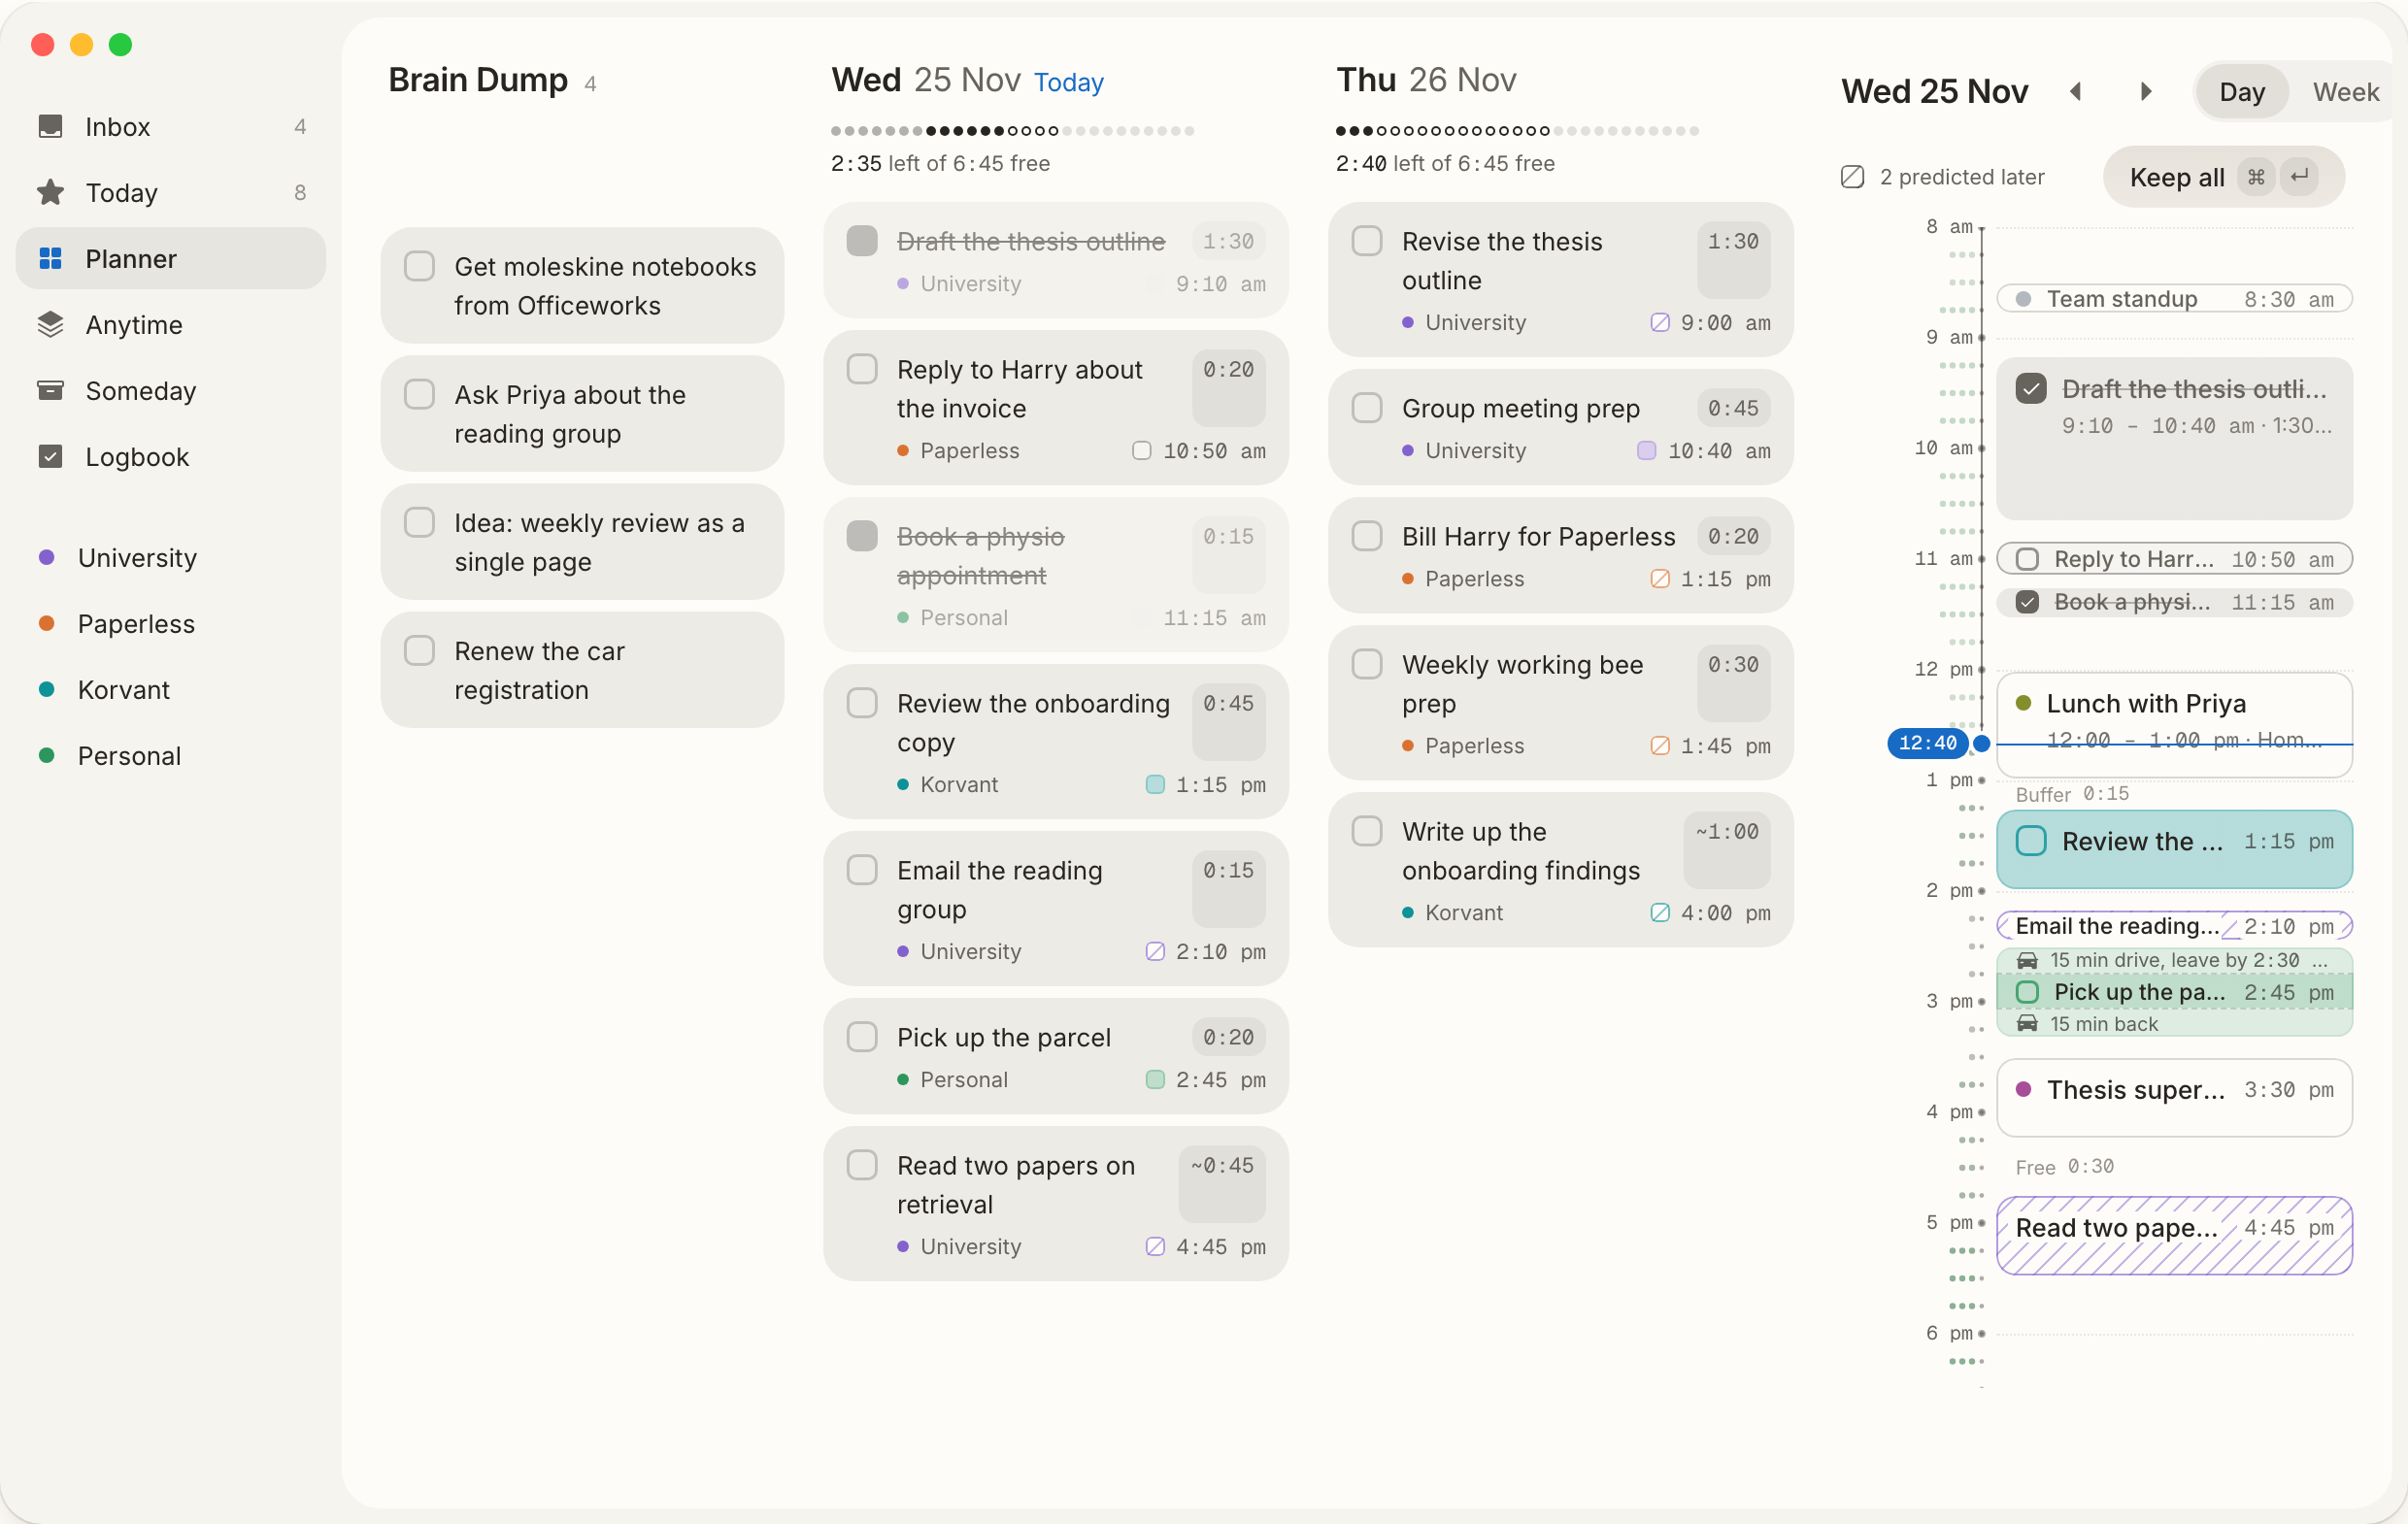 Inbox 4
Today 8
Planner
Anytime
Someday
Logbook
University
Paperless
Korvant
Personal
Brain Dump 4
Get moleskine notebooks
from Officeworks
Ask Priya about the
reading group
Idea: weekly review as a
single page
Renew the car
registration
Wed 25 Nov Today
2:35 left of 6:45 free
Draft the thesis outline 1:30
University 9:10 am
Reply to Harry about 0:20
the invoice
Paperless 10:50 am
Book a physio 0:15
appointment
Personal 11:15 am
Review the onboarding 0:45
copy
Korvant 1:15 pm
Email the reading 0:15
group
University 2:10 pm
Pick up the parcel 0:20
Personal 2:45 pm
Read two papers on ~0:45
retrieval
University 4:45 pm
Thu 26 Nov
2:40 left of 6:45 free
Revise the thesis 1:30
outline
University 9:00 am
Group meeting prep 0:45
University 10:40 am
Bill Harry for Paperless 0:20
Paperless 1:15 pm
Weekly working bee 0:30
prep
Paperless 1:45 pm
Write up the ~1:00
onboarding findings
Korvant 4:00 pm
Wed 25 Nov Day Week
2 predicted later Keep all ⌘ ↵
8 am
Team standup 8:30 am
9 am
Draft the thesis outli...
9:10 – 10:40 am · 1:30...
10 am
11 am Reply to Harr... 10:50 am
Book a physi... 11:15 am
12 pm
Lunch with Priya
12:40 12:00 – 1:00 pm · Hom...
1 pm
Buffer 0:15
Review the ... 1:15 pm
2 pm
Email the reading... 2:10 pm
15 min drive, leave by 2:30 ...
Pick up the pa... 2:45 pm
3 pm
15 min back
Thesis super... 3:30 pm
4 pm
Free 0:30
5 pm Read two pape... 4:45 pm
6 pm